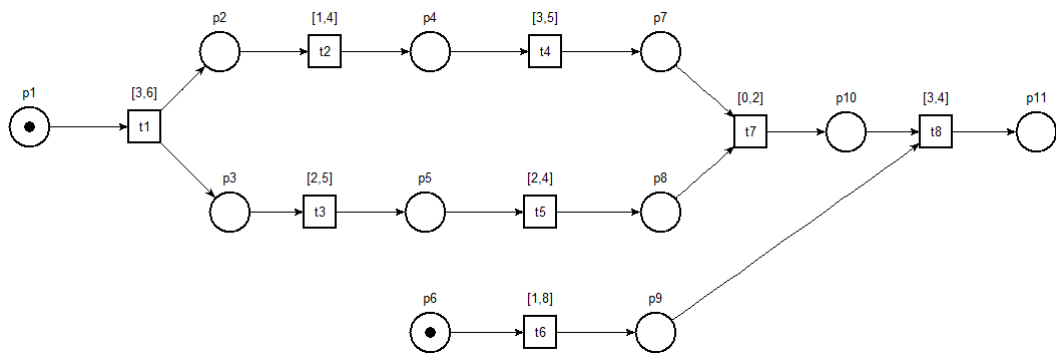 p2 [1,4] p4 [3,5] p7
t2 t4
p1 [3,6] [0,2] p10 [3,4] p11
t1 t7 t8
p3 [2,5] p5 [2,4] p8
t3 t5
p6 [1,8] p9
t6